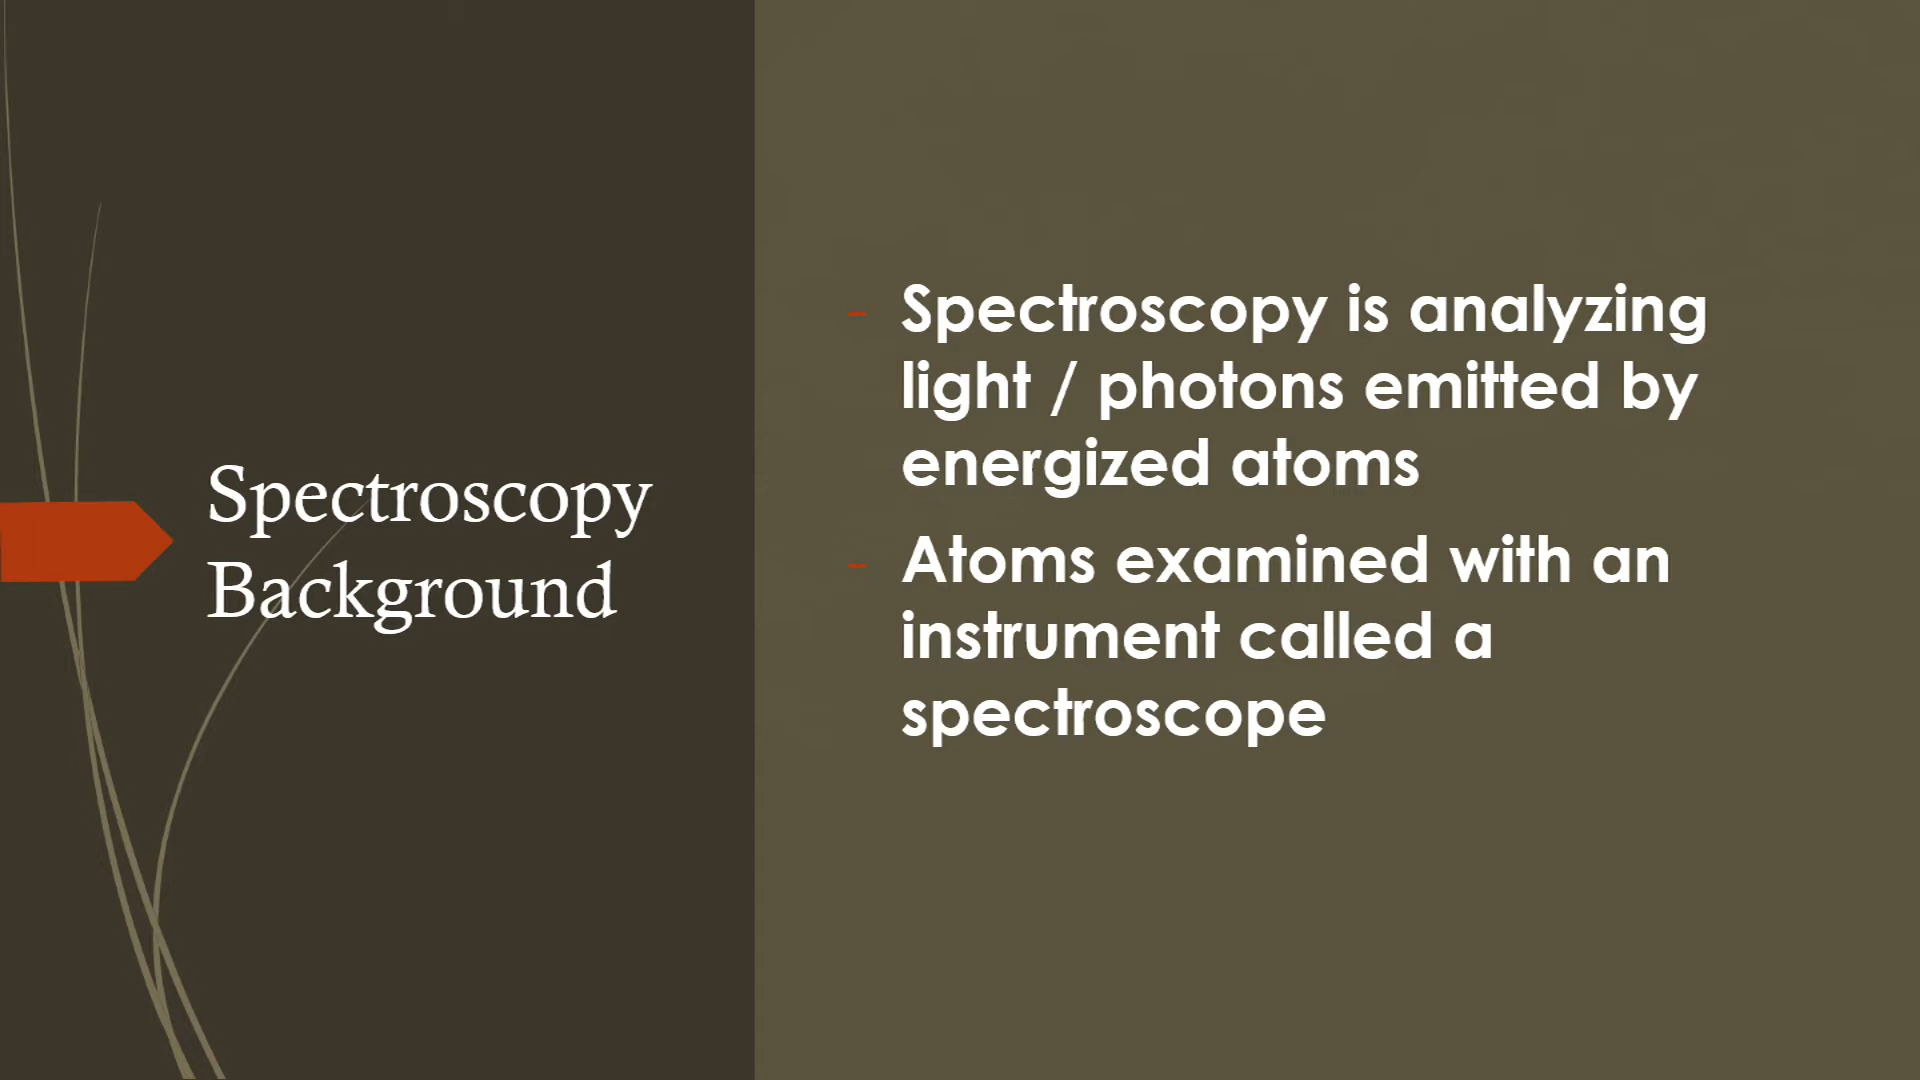 Spectroscopy
Background
- Spectroscopy is analyzing
light / photons emitted by
energized atoms
- Atoms examined with an
instrument called a
spectroscope